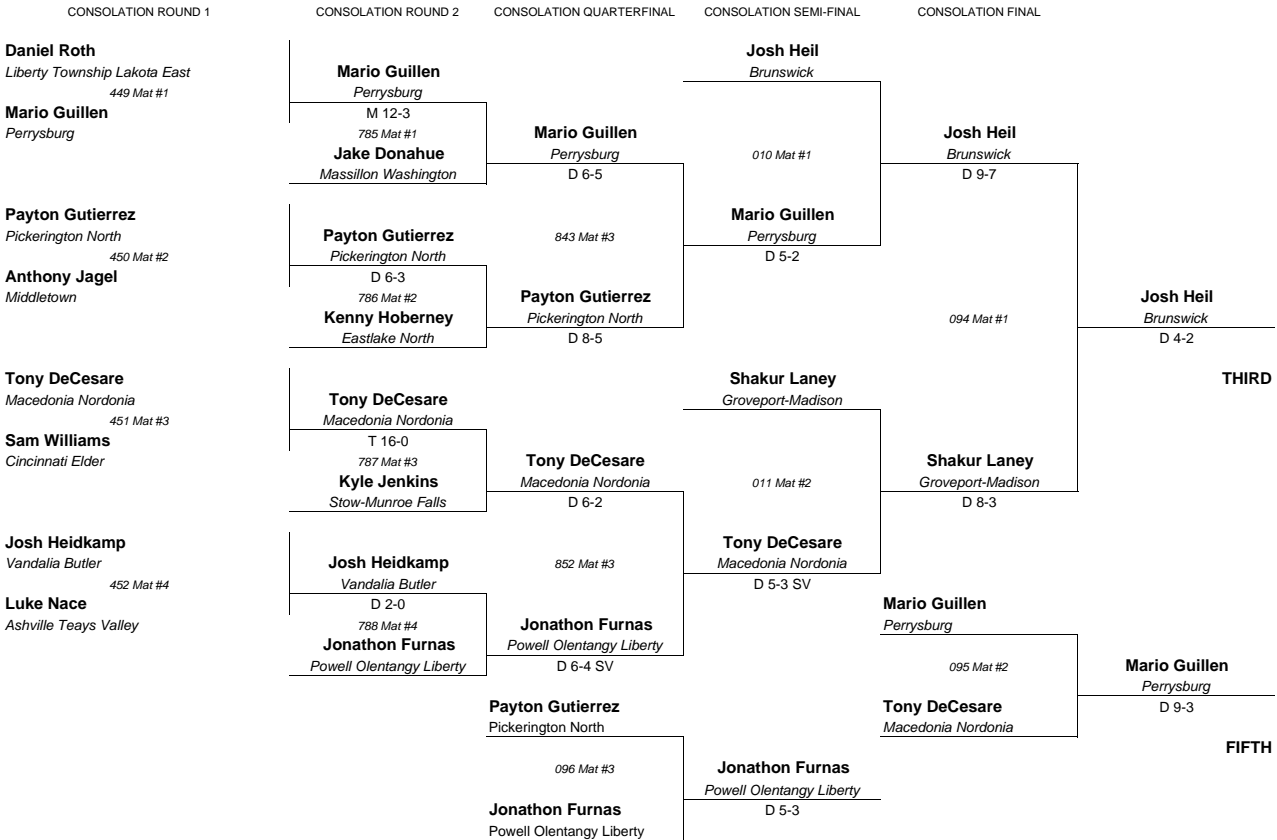 CONSOLATION ROUND 1
CONSOLATION ROUND 2
CONSOLATION QUARTERFINAL
CONSOLATION SEMI-FINAL
CONSOLATION FINAL
Daniel Roth
Liberty Township Lakota East
449 Mat #1
Mario Guillen
Perrysburg
Payton Gutierrez
Pickerington North
450 Mat #2
Anthony Jagel
Middletown
Tony DeCesare
Macedonia Nordonia
451 Mat #3
Sam Williams
Cincinnati Elder
Josh Heidkamp
Vandalia Butler
452 Mat #4
Luke Nace
Ashville Teays Valley
Mario Guillen
Perrysburg
M 12-3
785 Mat #1
Jake Donahue
Massillon Washington
Payton Gutierrez
Pickerington North
D 6-3
786 Mat #2
Kenny Hoberney
Eastlake North
Tony DeCesare
Macedonia Nordonia
T 16-0
787 Mat #3
Kyle Jenkins
Stow-Munroe Falls
Josh Heidkamp
Vandalia Butler
D 2-0
788 Mat #4
Jonathon Furnas
Powell Olentangy Liberty
Mario Guillen
Perrysburg
D 6-5
843 Mat #3
Payton Gutierrez
Pickerington North
D 8-5
Tony DeCesare
Macedonia Nordonia
D 6-2
852 Mat #3
Jonathon Furnas
Powell Olentangy Liberty
D 6-4 SV
Payton Gutierrez
Pickerington North
096 Mat #3
Jonathon Furnas
Powell Olentangy Liberty
Josh Heil
Brunswick
010 Mat #1
Mario Guillen
Perrysburg
D 5-2
Shakur Laney
Groveport-Madison
011 Mat #2
Tony DeCesare
Macedonia Nordonia
D 5-3 SV
Jonathon Furnas
Powell Olentangy Liberty
D 5-3
Josh Heil
Brunswick
D 9-7
094 Mat #1
Shakur Laney
Groveport-Madison
D 8-3
Mario Guillen
Perrysburg
095 Mat #2
Tony DeCesare
Macedonia Nordonia
Josh Heil
Brunswick
D 4-2
THIRD
Mario Guillen
Perrysburg
D 9-3
FIFTH